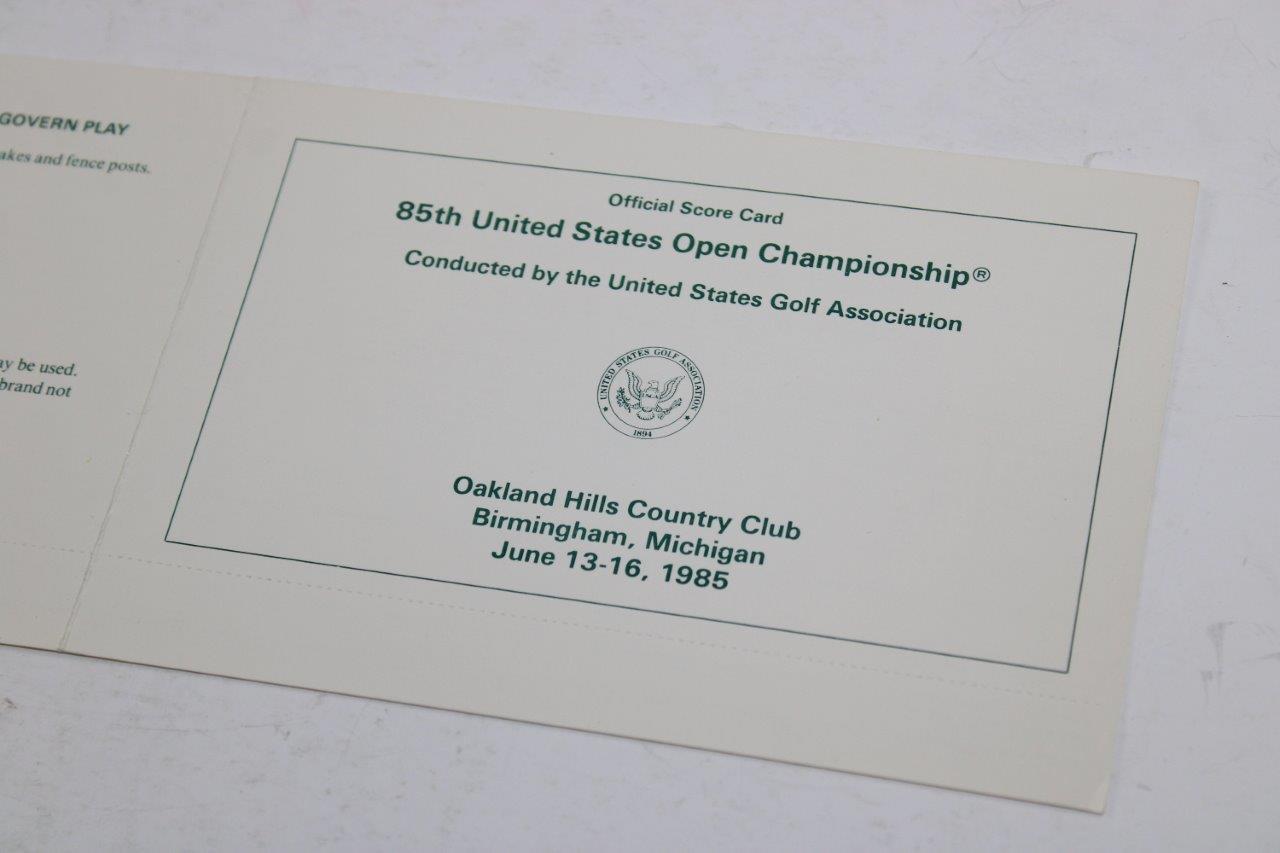 GOVERN PLAY
akes and fence posts.
ay be used.
brand not
Official Score Card
85th United States Open Championship®
Conducted by the United States Golf Association
UNITED STATES GOLF ASSOCIATION
1894
Oakland Hills Country Club
Birmingham, Michigan
June 13-16, 1985